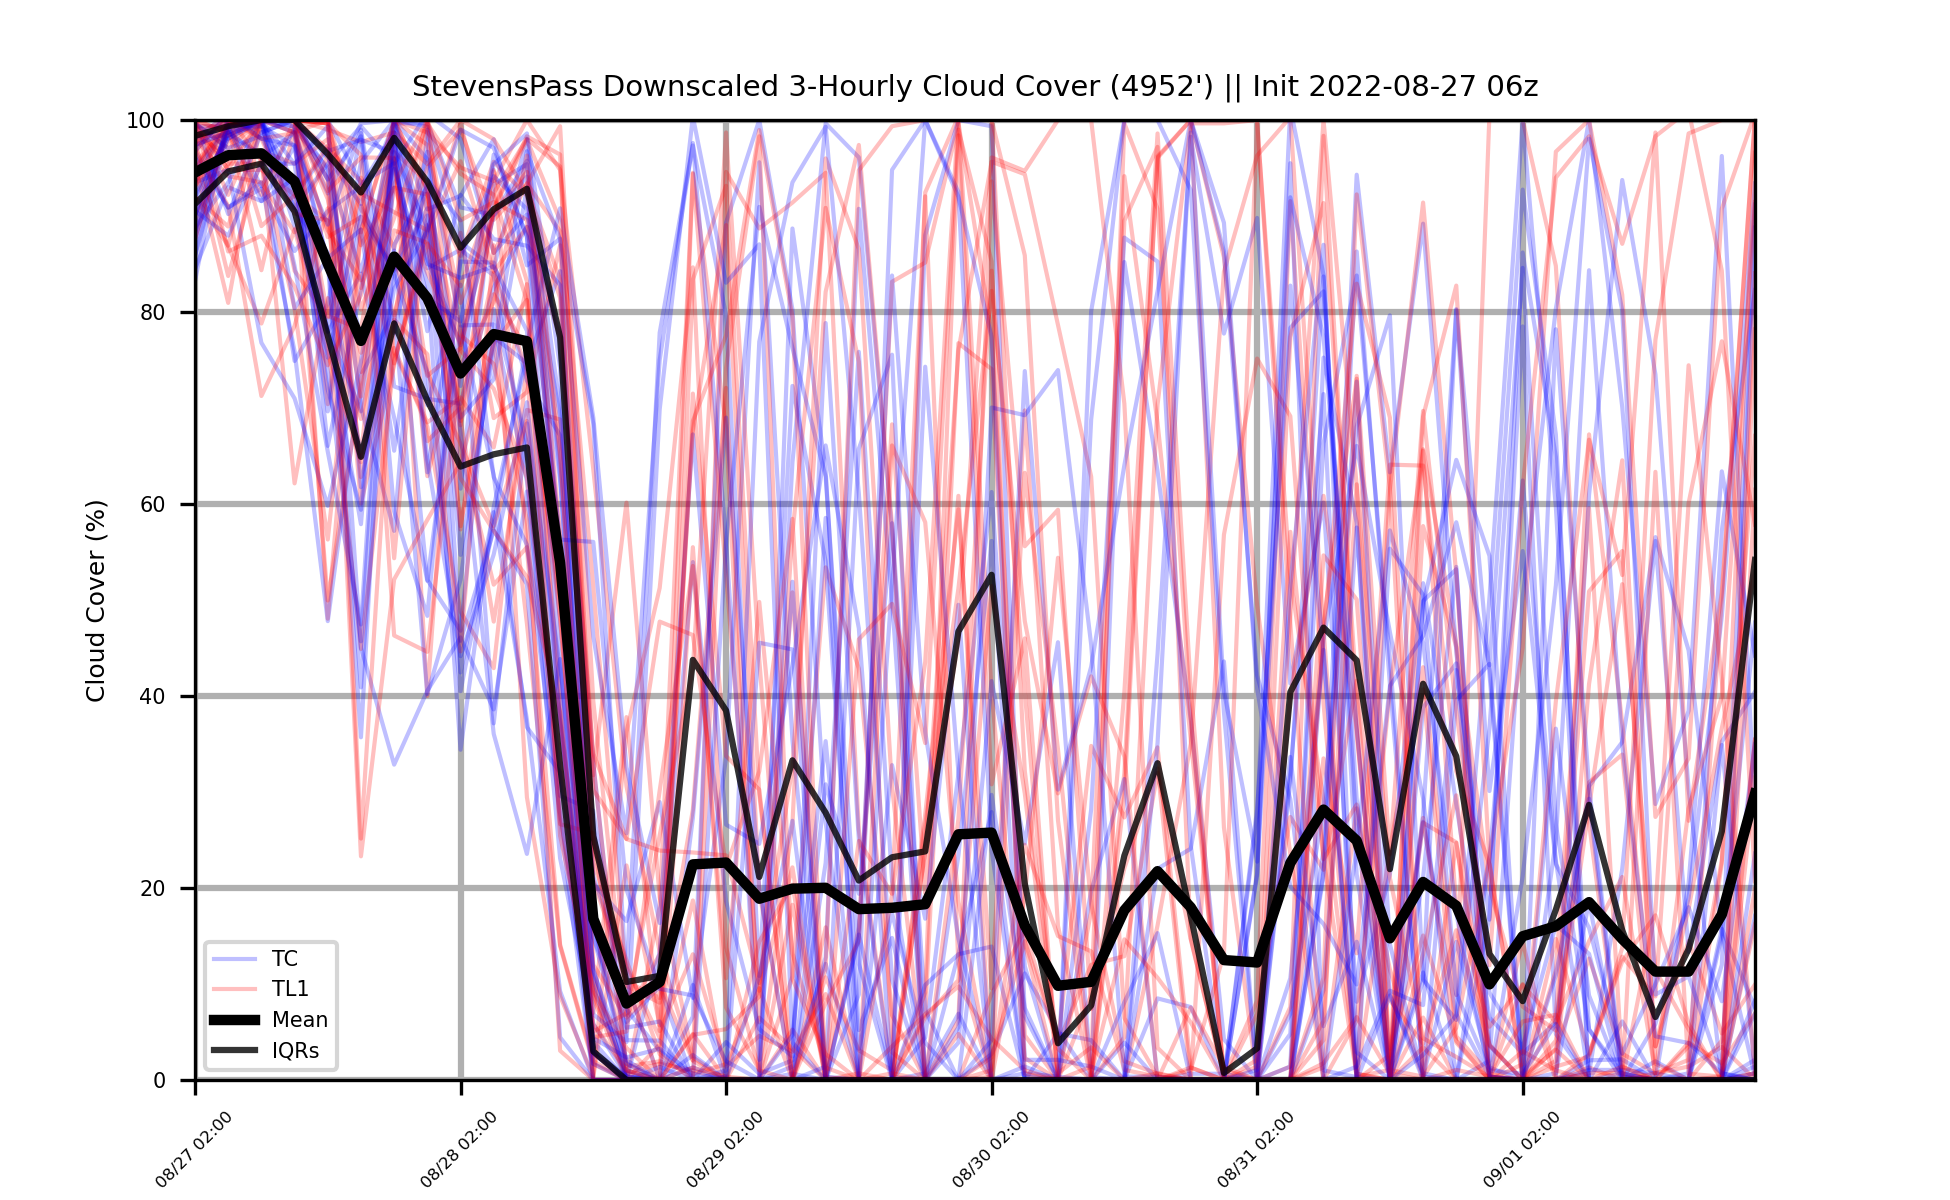 StevensPass Downscaled 3-Hourly Cloud Cover (4952') || Init 2022-08-27 06z
Cloud Cover (%)
100
80
60
40
20
0
TC
TL1
Mean
IQRs
08/27 02:00
08/28 02:00
08/29 02:00
08/30 02:00
08/31 02:00
09/01 02:00